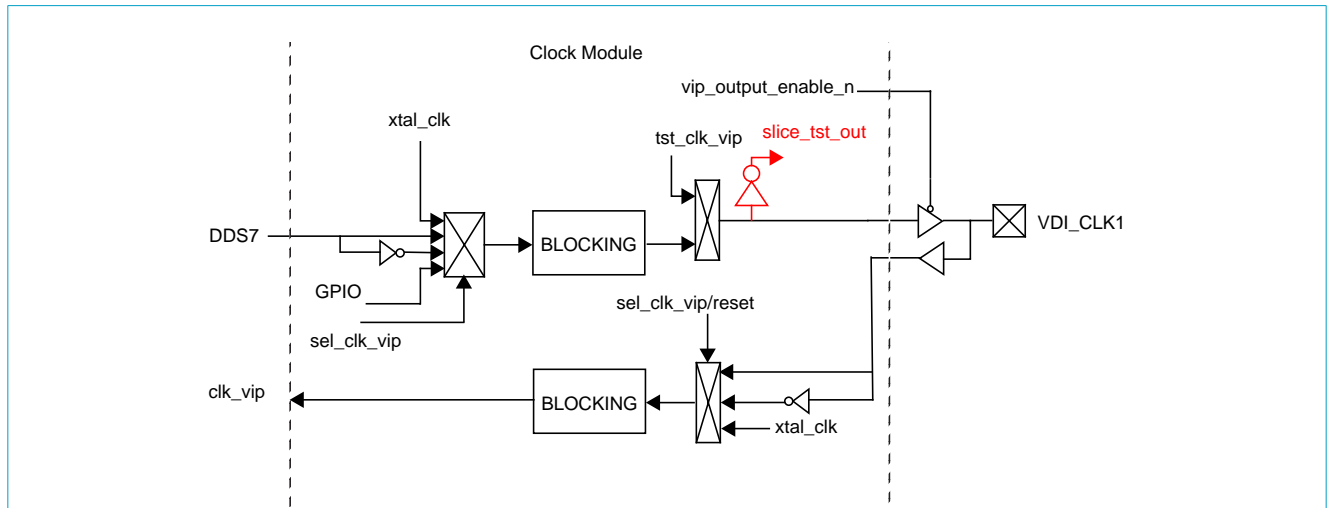 Clock Module
vip_output_enable_n
xtal_clk
tst_clk_vip
slice_tst_out
DDS7
BLOCKING
VDI_CLK1
GPIO
sel_clk_vip
sel_clk_vip/reset
clk_vip
BLOCKING
xtal_clk